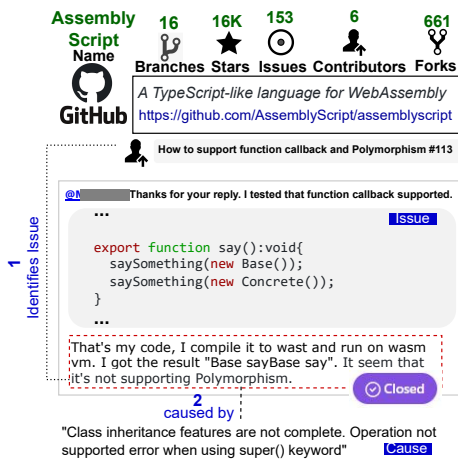 Assembly
Script
Name
16
16K
153
6
661
Branches Stars Issues Contributors Forks
GitHub
A TypeScript-like language for WebAssembly
https://github.com/AssemblyScript/assemblyscript
How to support function callback and Polymorphism #113
Thanks for your reply. I tested that function callback supported.
...
Issue
export function say():void{
saySomething(new Base());
saySomething(new Concrete());
}
...
1
Identifies Issue
That's my code, I compile it to wast and run on wasm
vm. I got the result "Base sayBase say". It seem that
it's not supporting Polymorphism.
Closed
2
caused by
"Class inheritance features are not complete. Operation not
supported error when using super() keyword"
Cause